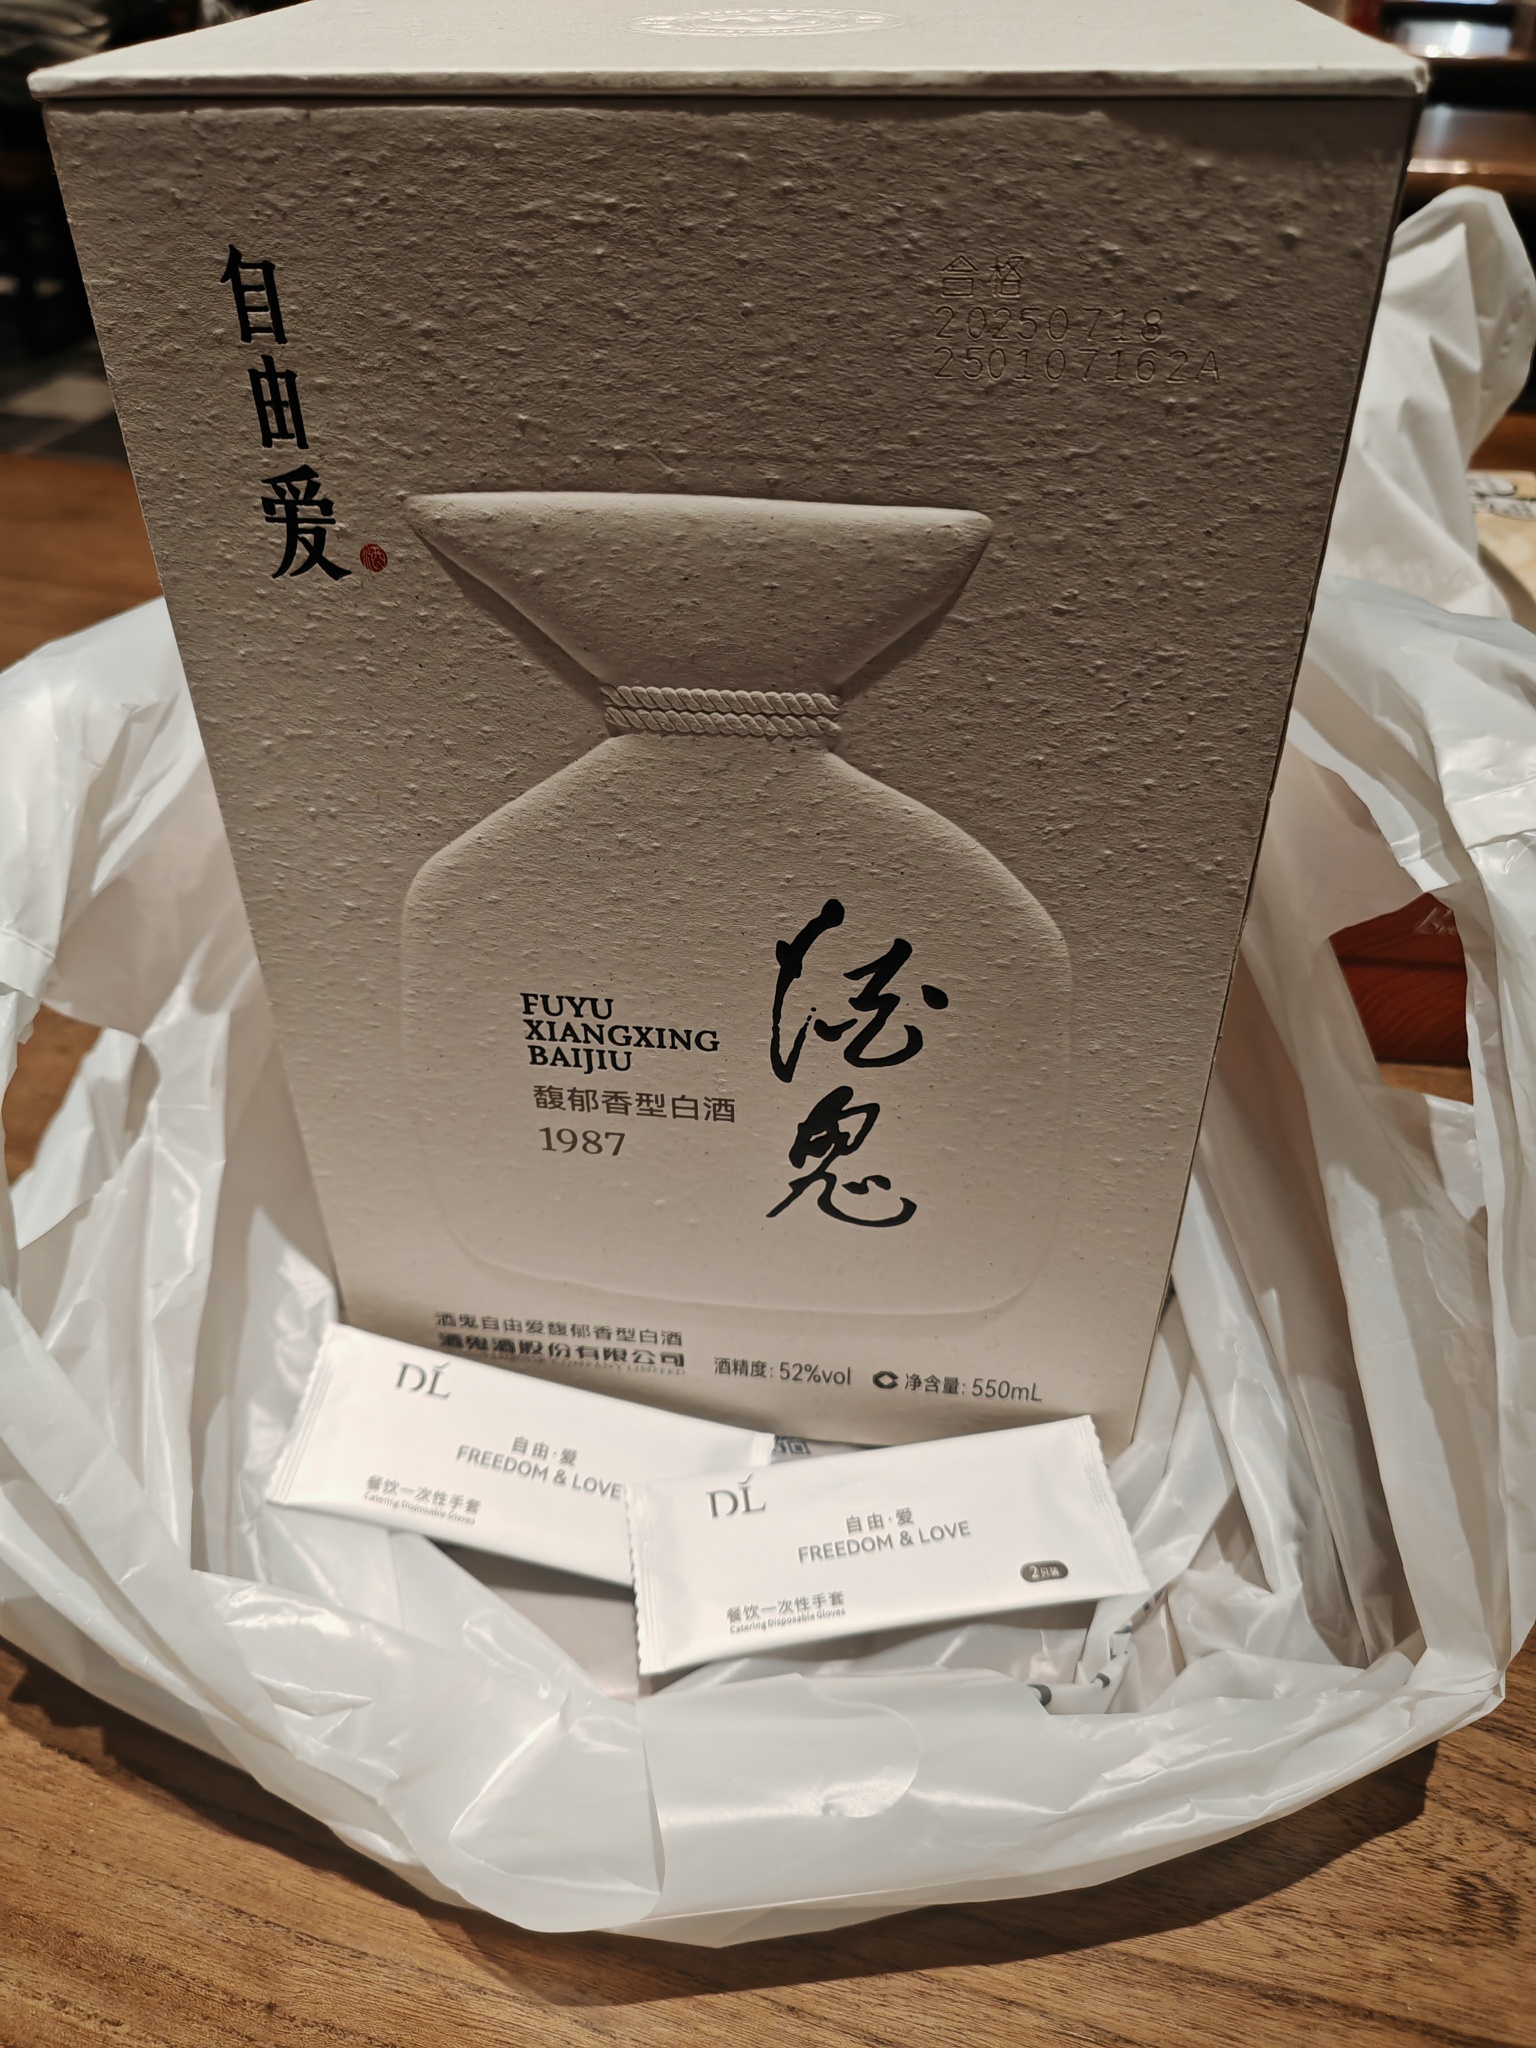 自由爱
合格
20250718
250107162A
FUYU
XIANGXING
BAIJIU
馥郁香型白酒
1987
酒鬼
酒鬼自由爱馥郁香型白酒
酒鬼酒股份有限公司
酒精度: 52%vol
净含量: 550mL
DL
自由·爱
FREEDOM & LOVE
餐饮一次性手套
Catering Disposable Gloves
DL
自由·爱
FREEDOM & LOVE
2只装
餐饮一次性手套
Catering Disposable Gloves